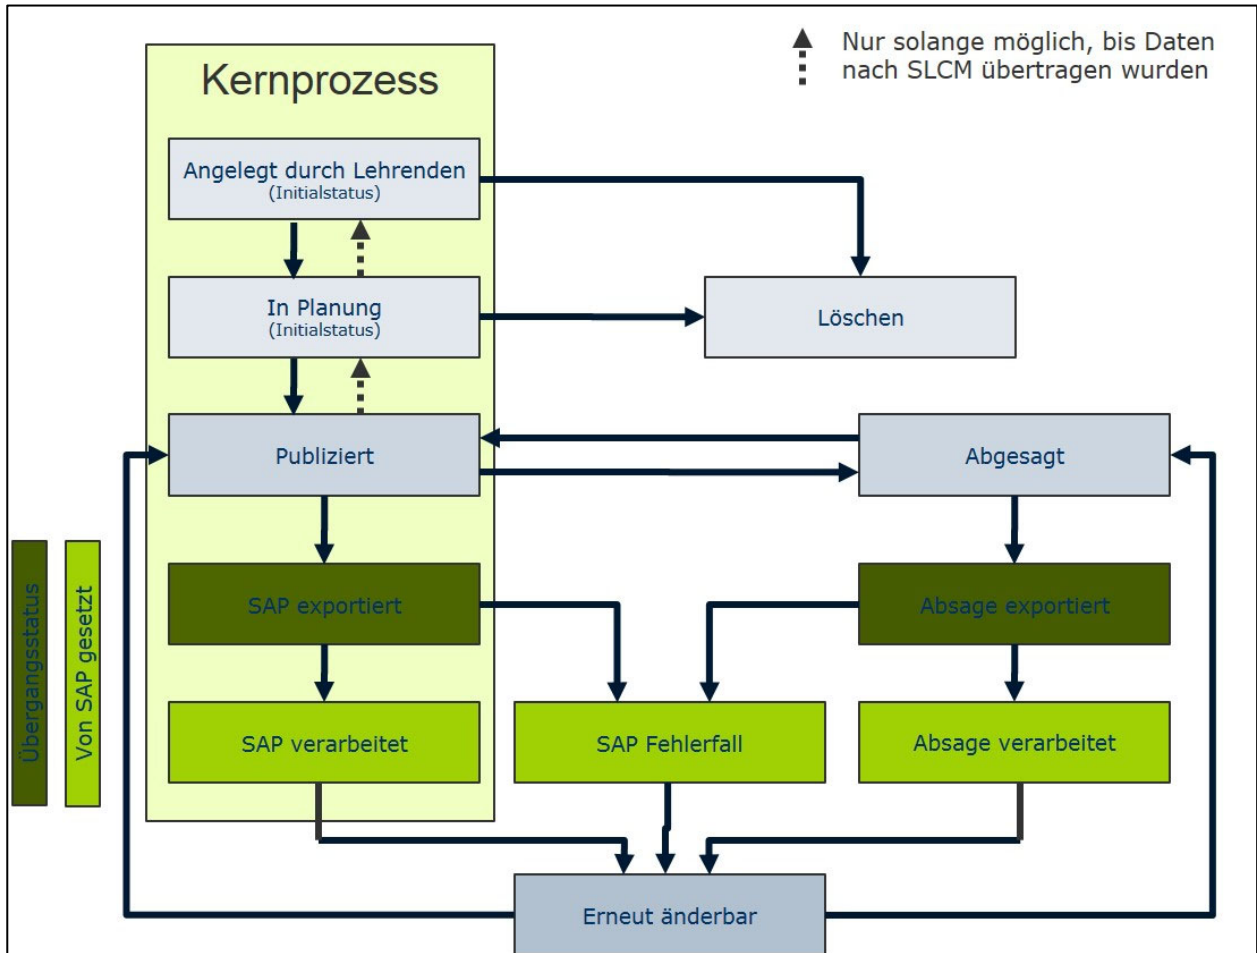 Nur solange möglich, bis Daten
nach SLCM übertragen wurden
Kernprozess
Angelegt durch Lehrenden
(Initialstatus)
In Planung
(Initialstatus)
Löschen
Publiziert
Abgesagt
Übergangsstatus
Von SAP gesetzt
SAP exportiert
Absage exportiert
SAP verarbeitet
SAP Fehlerfall
Absage verarbeitet
Erneut änderbar